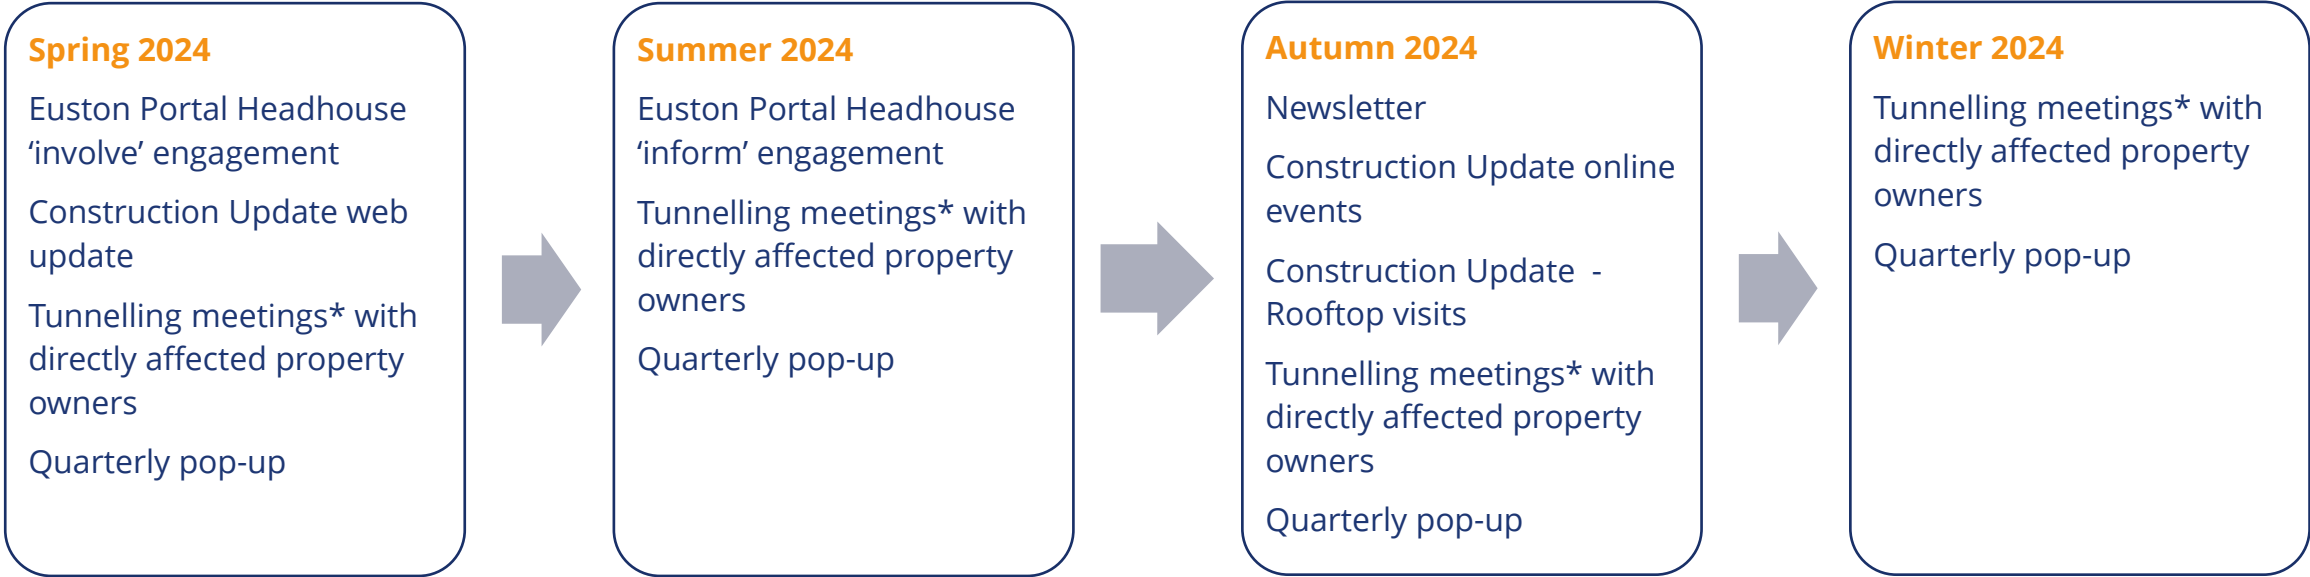 Spring 2024
Euston Portal Headhouse
‘involve’ engagement
Construction Update web
update
Tunnelling meetings* with
directly affected property
owners
Quarterly pop-up
Summer 2024
Euston Portal Headhouse
‘inform’ engagement
Tunnelling meetings* with
directly affected property
owners
Quarterly pop-up
Autumn 2024
Newsletter
Construction Update online
events
Construction Update  -
Rooftop visits
Tunnelling meetings* with
directly affected property
owners
Quarterly pop-up
Winter 2024
Tunnelling meetings* with
directly affected property
owners
Quarterly pop-up